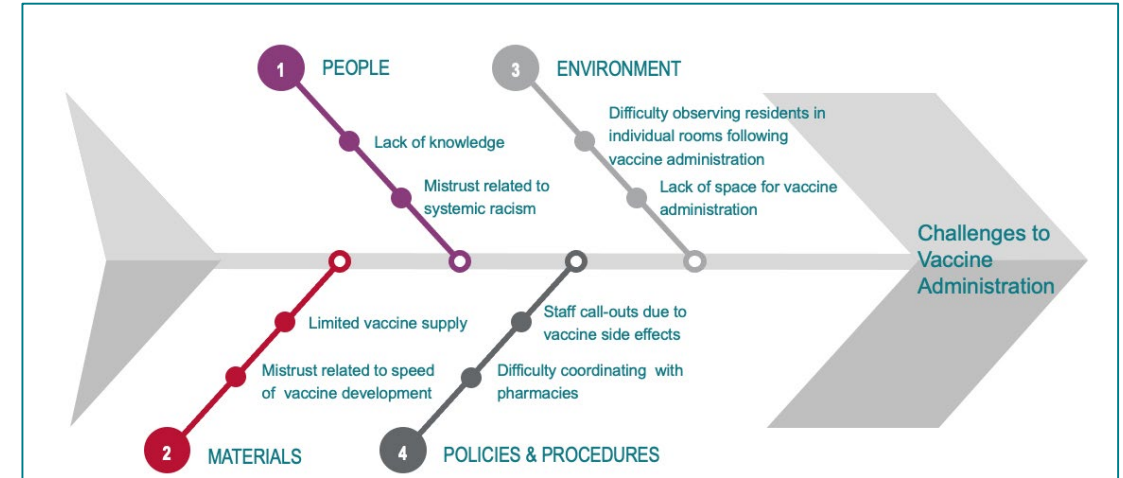 1 PEOPLE
Lack of knowledge
Mistrust related to
systemic racism
3 ENVIRONMENT
Difficulty observing residents in
individual rooms following
vaccine administration
Lack of space for vaccine
administration
Challenges to
Vaccine
Administration
Limited vaccine supply
Mistrust related to speed
of vaccine development
2 MATERIALS
Staff call-outs due to
vaccine side effects
Difficulty coordinating with
pharmacies
4 POLICIES & PROCEDURES